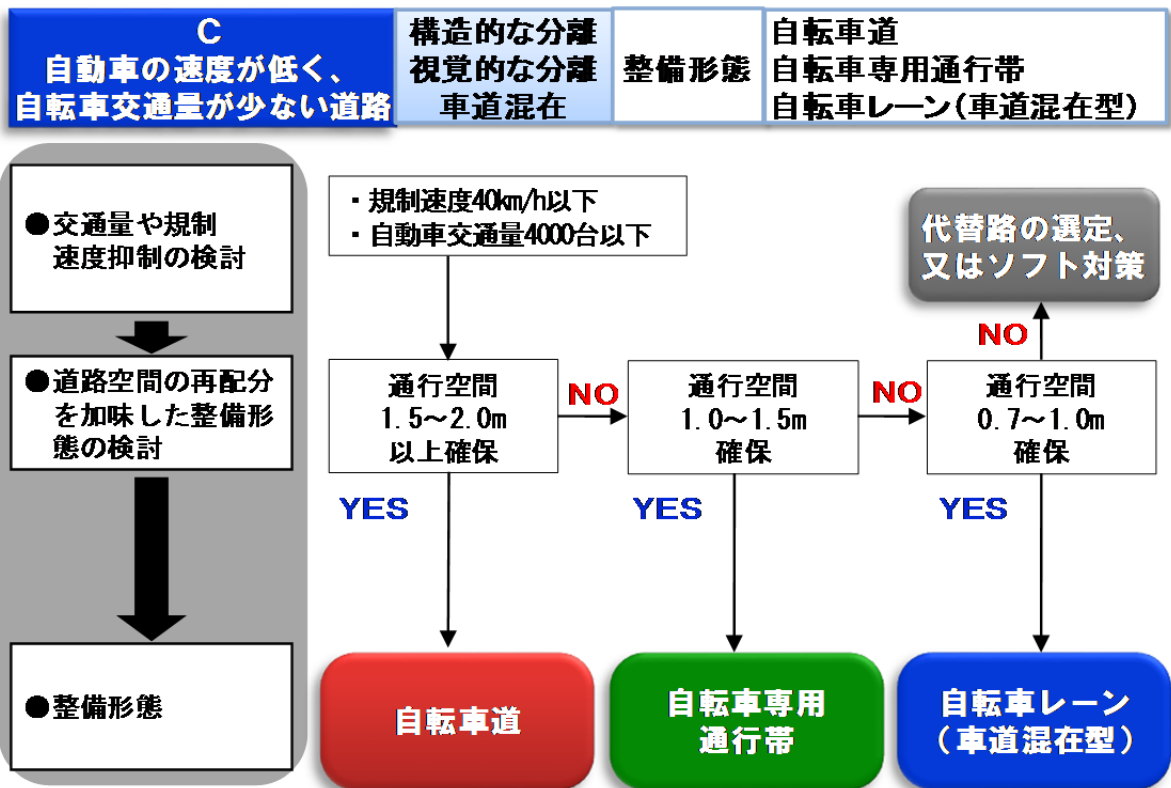 C
自動車の速度が低く、
自転車交通量が少ない道路
構造的な分離
視覚的な分離
車道混在
整備形態
自転車道
自転車専用通行帯
自転車レーン(車道混在型)
●交通量や規制
速度抑制の検討
●道路空間の再配分
を加味した整備形
態の検討
●整備形態
・規制速度40km/h以下
・自動車交通量4000台以下
代替路の選定、
又はソフト対策
NO
通行空間
1.5～2.0m
以上確保
NO
通行空間
1.0～1.5m
確保
NO
通行空間
0.7～1.0m
確保
YES
YES
YES
自転車道
自転車専用
通行帯
自転車レーン
(車道混在型)